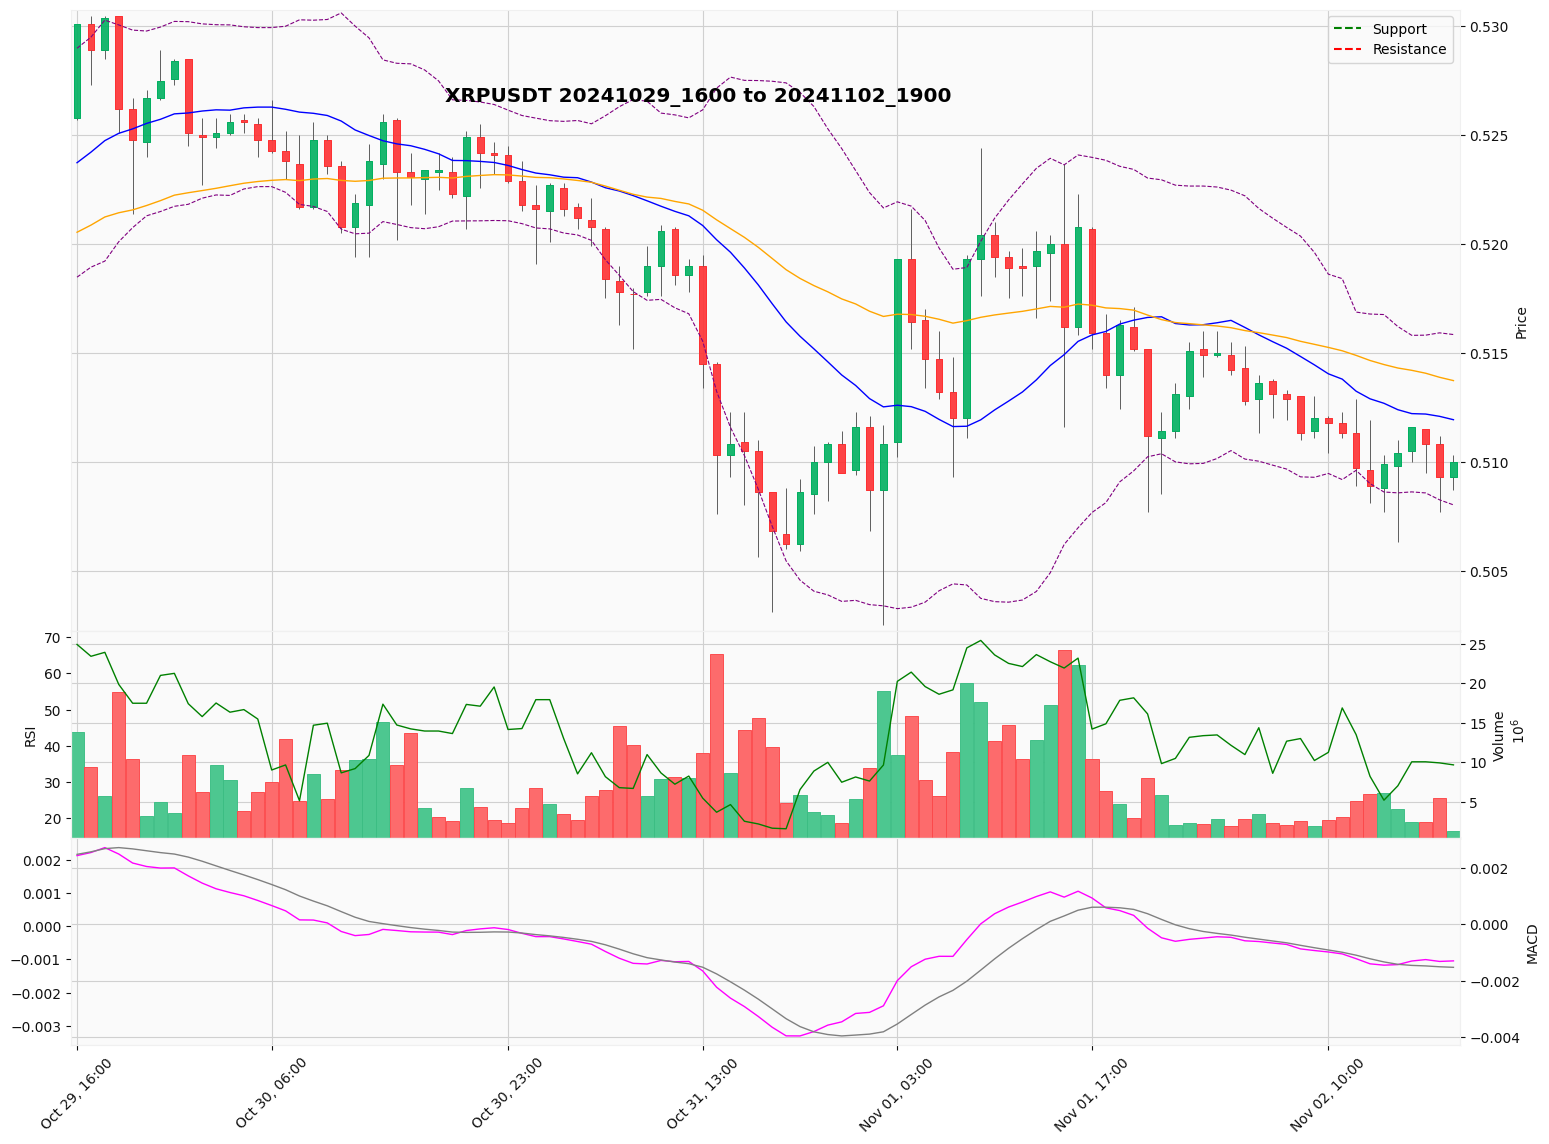 XRPUSDT 20241029_1600 to 20241102_1900
Support
Resistance
0.530
0.525
0.520
0.515
0.510
0.505
Price
70
60
50
40
30
20
RSI
25
20
15
10
5
Volume
10^6
0.002
0.001
0.000
−0.001
−0.002
−0.003
0.002
0.000
−0.002
−0.004
MACD
Oct 29, 16:00
Oct 30, 06:00
Oct 30, 23:00
Oct 31, 13:00
Nov 01, 03:00
Nov 01, 17:00
Nov 02, 10:00